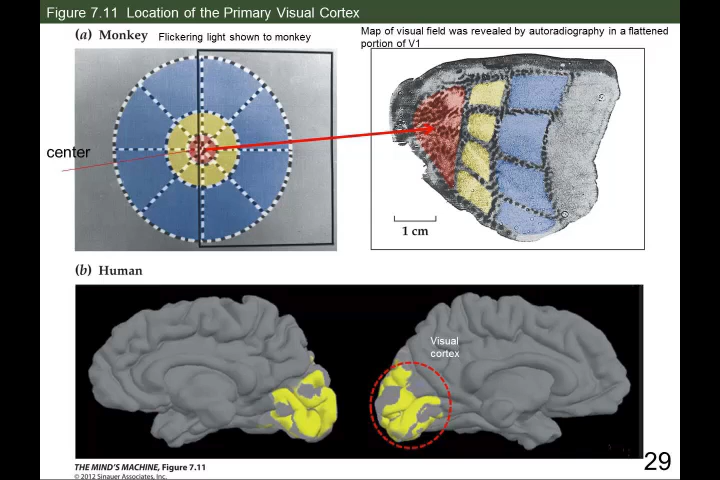 Figure 7.11 Location of the Primary Visual Cortex
(a) Monkey Flickering light shown to monkey
Map of visual field was revealed by autoradiography in a flattened
portion of V1
center
1 cm
(b) Human
Visual
cortex
THE MIND'S MACHINE, Figure 7.11
© 2012 Sinauer Associates, Inc.
29